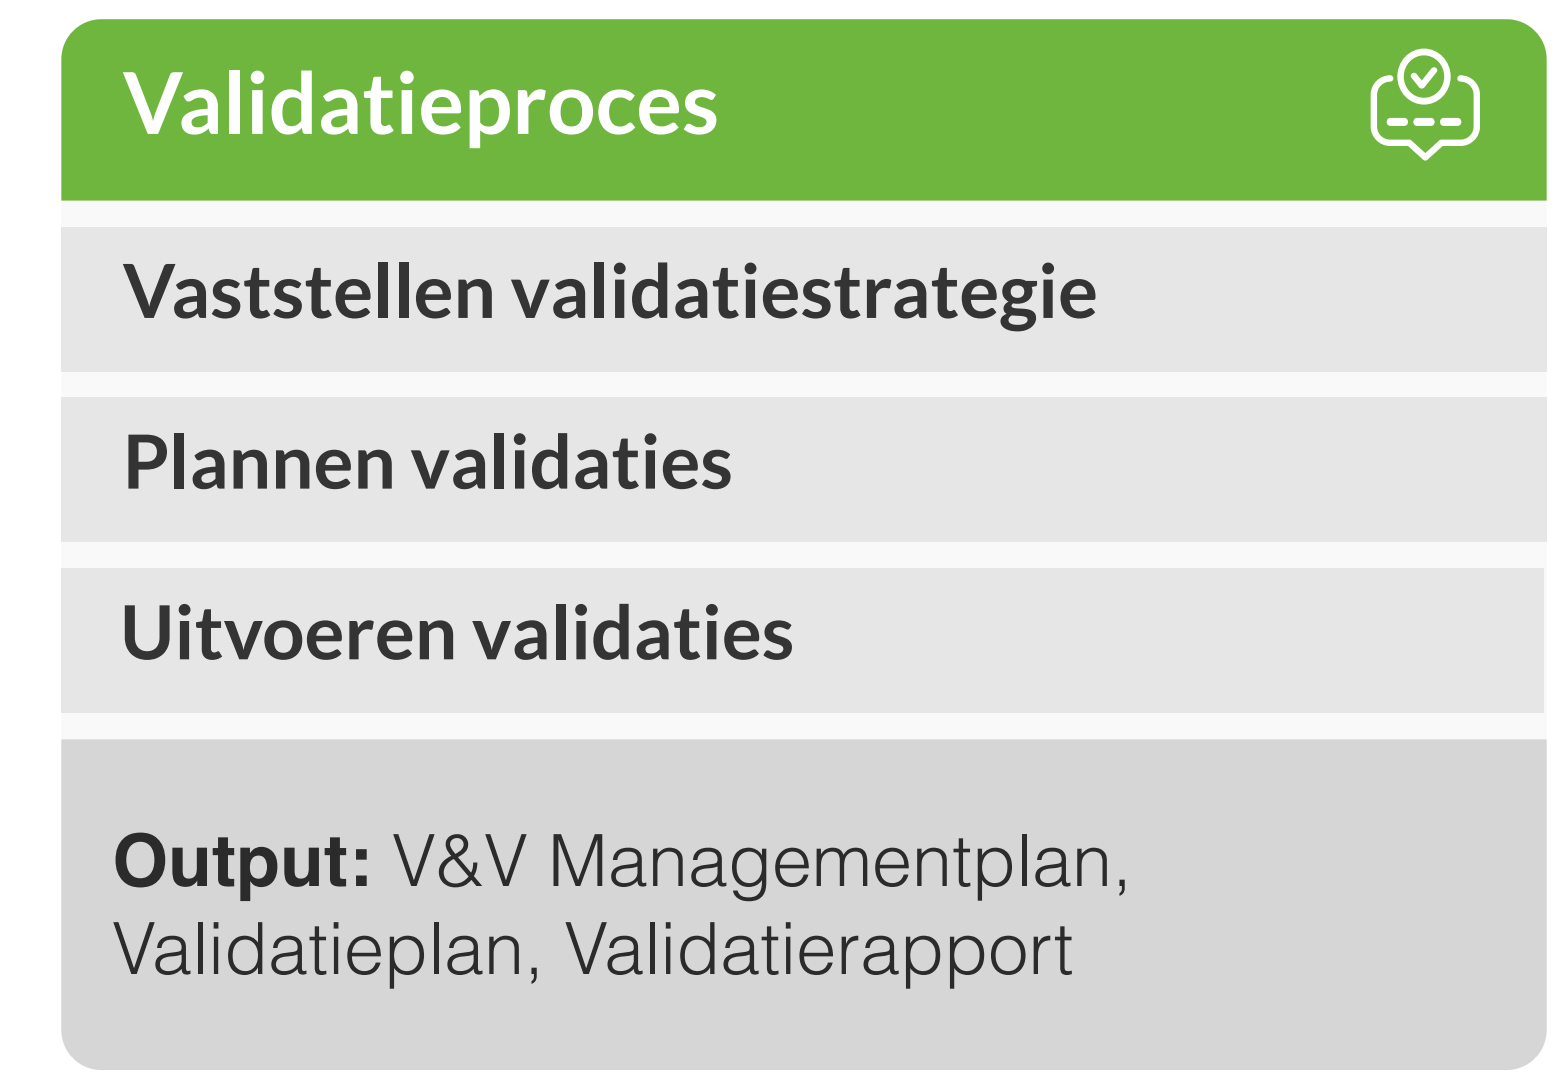 Validatieproces
Vaststellen validatiestrategie
Plannen validaties
Uitvoeren validaties
Output: V&V Managementplan,
Validatieplan, Validatierapport